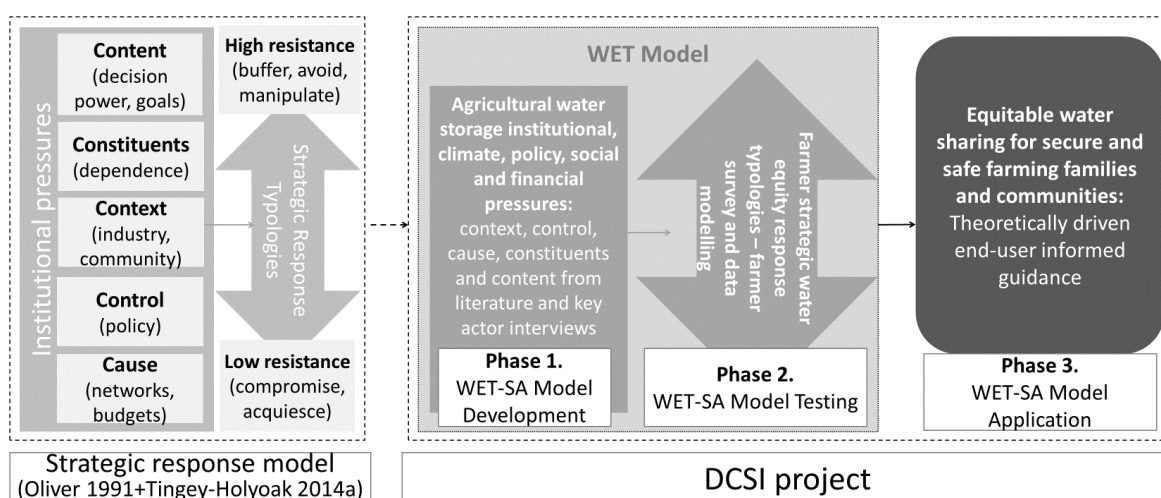 Institutional pressures
Content
(decision
power, goals)
Constituents
(dependence)
Context
(industry,
community)
Control
(policy)
Cause
(networks,
budgets)
High resistance
(buffer, avoid,
manipulate)
Strategic Response
Typologies
Low resistance
(compromise,
acquiesce)
Strategic response model
(Oliver 1991+Tingey-Holyoak 2014a)
WET Model
Agricultural water
storage institutional,
climate, policy, social
and financial
pressures:
context, control,
cause, constituents
and content from
literature and key
actor interviews
Phase 1.
WET-SA Model
Development
Farmer strategic water
equity response
typologies – farmer
survey and data
modelling
Phase 2.
WET-SA Model Testing
Equitable water
sharing for secure and
safe farming families
and communities:
Theoretically driven
end-user informed
guidance
Phase 3.
WET-SA Model
Application
DCSI project